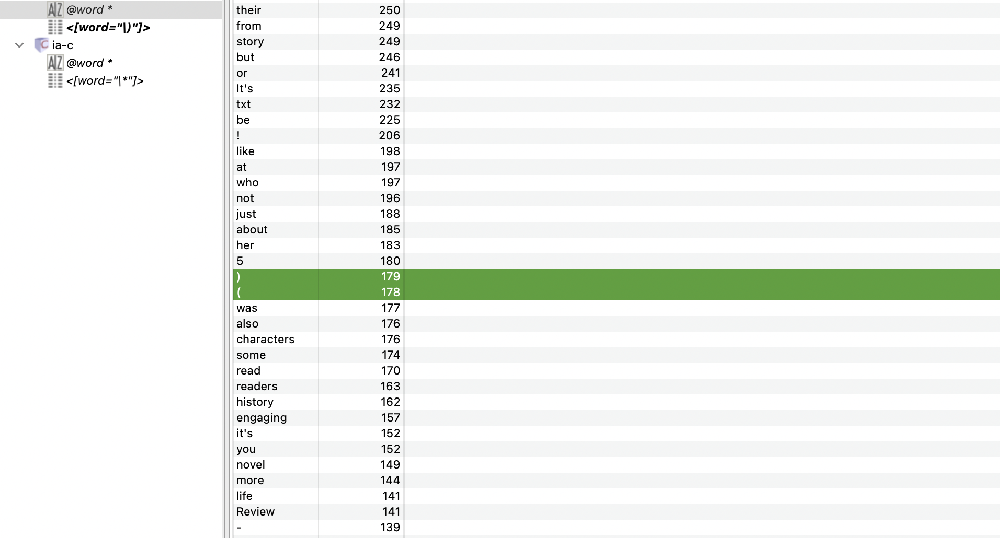 @word *
<[word="\)"]>
ia-c
@word *
<[word="\*"]>
their 250
from 249
story 249
but 246
or 241
It's 235
txt 232
be 225
! 206
like 198
at 197
who 197
not 196
just 188
about 185
her 183
5 180
) 179
( 178
was 177
also 176
characters 176
some 174
read 170
readers 163
history 162
engaging 157
it's 152
you 152
novel 149
more 144
life 141
Review 141
- 139